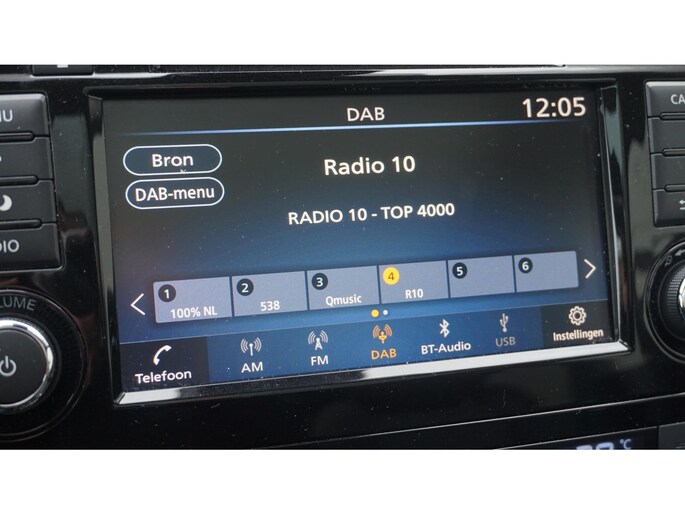 DAB
12:05
Bron
DAB-menu
Radio 10
RADIO 10 - TOP 4000
1
100% NL
2
538
3
Qmusic
4
R10
5
6
Telefoon
AM
FM
DAB
BT-Audio
USB
Instellingen
°C